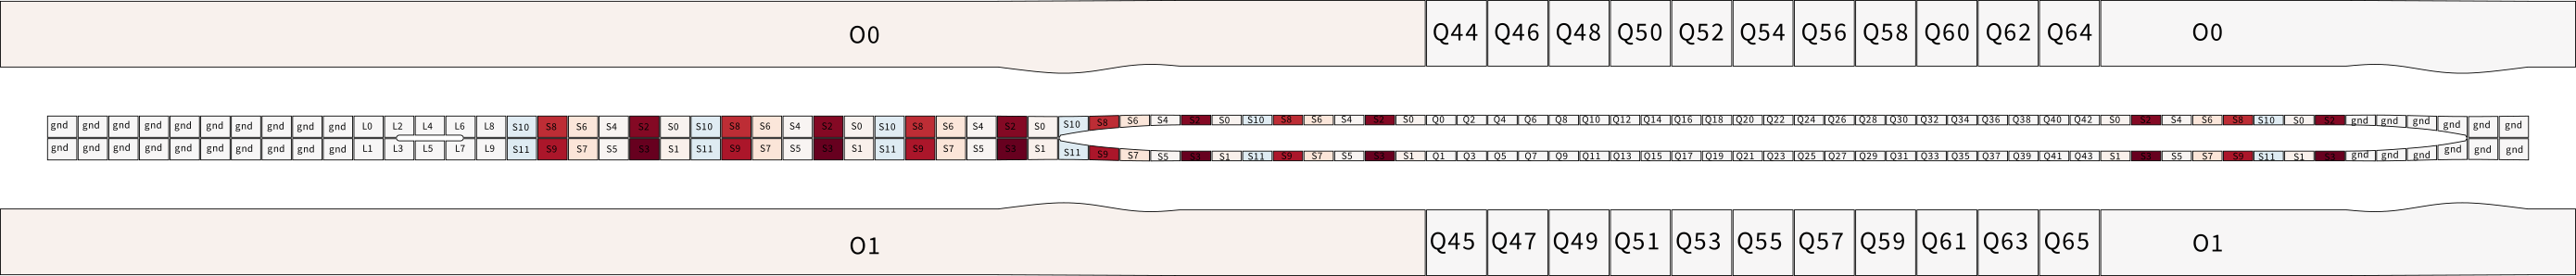 O0 Q44 Q46 Q48 Q50 Q52 Q54 Q56 Q58 Q60 Q62 Q64 O0
gnd gnd gnd gnd gnd gnd gnd gnd gnd gnd L0 L2 L4 L6 L8 S10 S8 S6 S4 S2 S0 S10 S8 S6 S4 S2 S0 S10 S8 S6 S4 S2 S0 S10 S8 S6 S4 S2 S0 S10 S8 S6 S4 S2 S0 Q0 Q2 Q4 Q6 Q8 Q10 Q12 Q14 Q16 Q18 Q20 Q22 Q24 Q26 Q28 Q30 Q32 Q34 Q36 Q38 Q40 Q42 S0 S2 S4 S6 S8 S10 S0 S2 gnd gnd gnd gnd gnd gnd
gnd gnd gnd gnd gnd gnd gnd gnd gnd gnd L1 L3 L5 L7 L9 S11 S9 S7 S5 S3 S1 S11 S9 S7 S5 S3 S1 S11 S9 S7 S5 S3 S1 S11 S9 S7 S5 S3 S1 S11 S9 S7 S5 S3 S1 Q1 Q3 Q5 Q7 Q9 Q11 Q13 Q15 Q17 Q19 Q21 Q23 Q25 Q27 Q29 Q31 Q33 Q35 Q37 Q39 Q41 Q43 S1 S3 S5 S7 S9 S11 S1 S3 gnd gnd gnd gnd gnd gnd
O1 Q45 Q47 Q49 Q51 Q53 Q55 Q57 Q59 Q61 Q63 Q65 O1